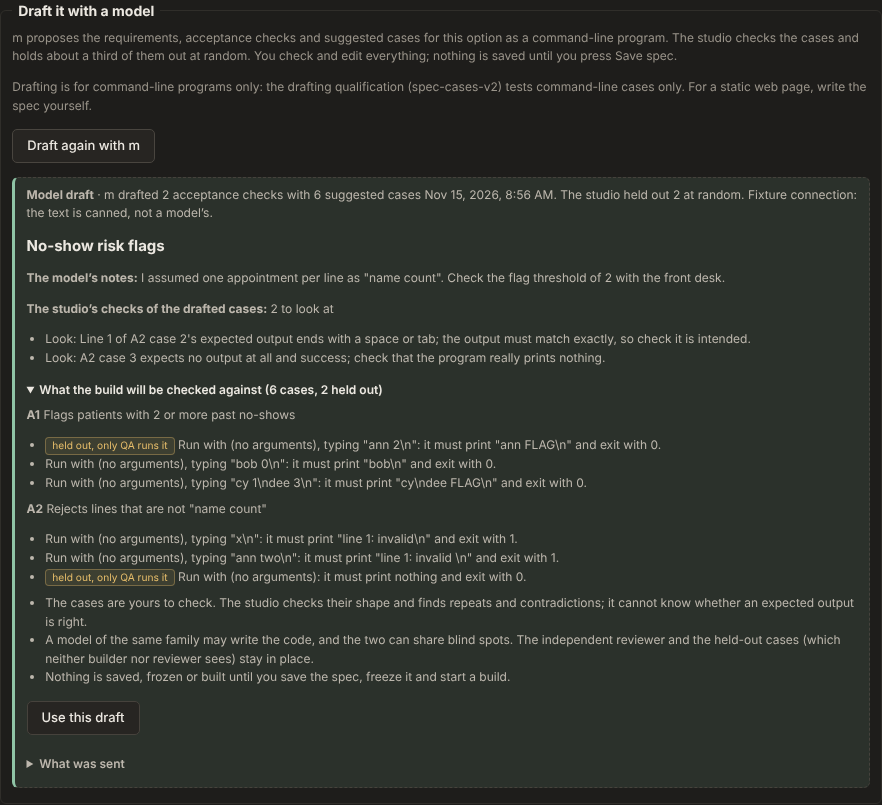 Draft it with a model
m proposes the requirements, acceptance checks and suggested cases for this option as a command-line program. The studio checks the cases and
holds about a third of them out at random. You check and edit everything; nothing is saved until you press Save spec.
Drafting is for command-line programs only: the drafting qualification (spec-cases-v2) tests command-line cases only. For a static web page, write the
spec yourself.
Draft again with m
Model draft · m drafted 2 acceptance checks with 6 suggested cases Nov 15, 2026, 8:56 AM. The studio held out 2 at random. Fixture connection:
the text is canned, not a model's.
No-show risk flags
The model's notes: I assumed one appointment per line as "name count". Check the flag threshold of 2 with the front desk.
The studio's checks of the drafted cases: 2 to look at
• Look: Line 1 of A2 case 2's expected output ends with a space or tab; the output must match exactly, so check it is intended.
• Look: A2 case 3 expects no output at all and success; check that the program really prints nothing.
▼ What the build will be checked against (6 cases, 2 held out)
A1 Flags patients with 2 or more past no-shows
• held out, only QA runs it Run with (no arguments), typing "ann 2\n": it must print "ann FLAG\n" and exit with 0.
• Run with (no arguments), typing "bob 0\n": it must print "bob\n" and exit with 0.
• Run with (no arguments), typing "cy 1\ndee 3\n": it must print "cy\ndee FLAG\n" and exit with 0.
A2 Rejects lines that are not "name count"
• Run with (no arguments), typing "x\n": it must print "line 1: invalid\n" and exit with 1.
• Run with (no arguments), typing "ann two\n": it must print "line 1: invalid \n" and exit with 1.
• held out, only QA runs it Run with (no arguments): it must print nothing and exit with 0.
• The cases are yours to check. The studio checks their shape and finds repeats and contradictions; it cannot know whether an expected output
is right.
• A model of the same family may write the code, and the two can share blind spots. The independent reviewer and the held-out cases (which
neither builder nor reviewer sees) stay in place.
• Nothing is saved, frozen or built until you save the spec, freeze it and start a build.
Use this draft
▶ What was sent